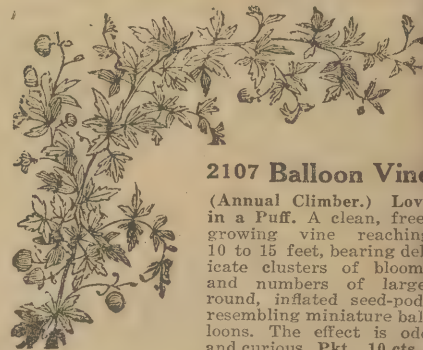 2107 Balloon Vine
(Annual Climber.) Lov
in a Puff. A clean, free
growing vine reaching
10 to 15 feet, bearing del
icate clusters of bloom
and numbers of large
round, inflated seed-pod
resembling miniature bal
loons. The effect is odd
and curious. Pkt., 10 cts.